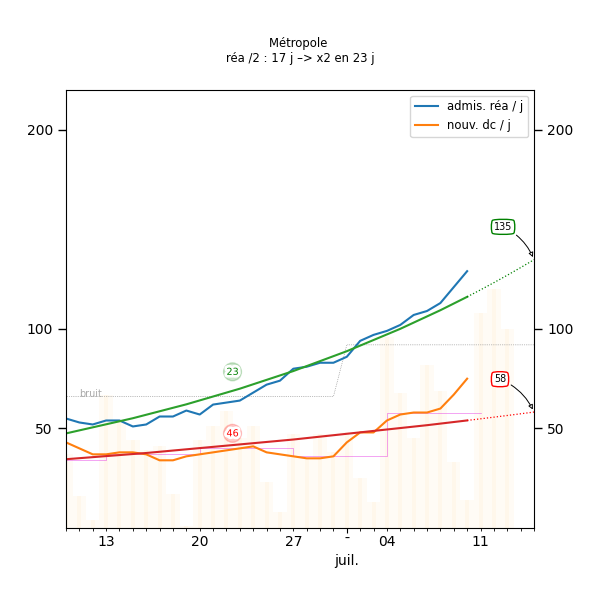 Métropole
réa /2 : 17 j –> x2 en 23 j
admis. réa / j
nouv. dc / j
200
200
135
100
100
23
58
bruit
50
46
50
13
20
27
-
04
11
juil.